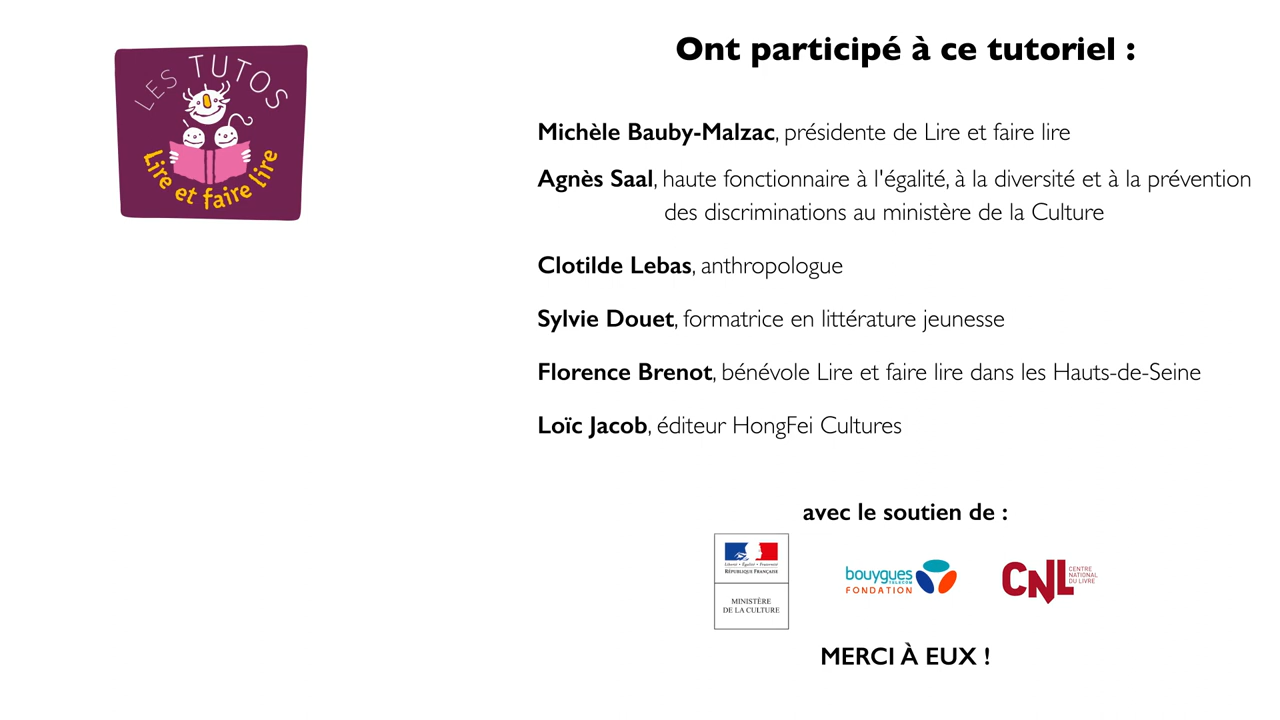 LES TUTOS
Lire et faire lire
Ont participé à ce tutoriel :
Michèle Bauby-Malzac, présidente de Lire et faire lire
Agnès Saal, haute fonctionnaire à l'égalité, à la diversité et à la prévention
des discriminations au ministère de la Culture
Clotilde Lebas, anthropologue
Sylvie Douet, formatrice en littérature jeunesse
Florence Brenot, bénévole Lire et faire lire dans les Hauts-de-Seine
Loïc Jacob, éditeur HongFei Cultures
avec le soutien de :
Liberté • Égalité • Fraternité
RÉPUBLIQUE FRANÇAISE
MINISTÈRE
DE LA CULTURE
bouygues
TELECOM
FONDATION
CNL
CENTRE
NATIONAL
DU LIVRE
MERCI À EUX !